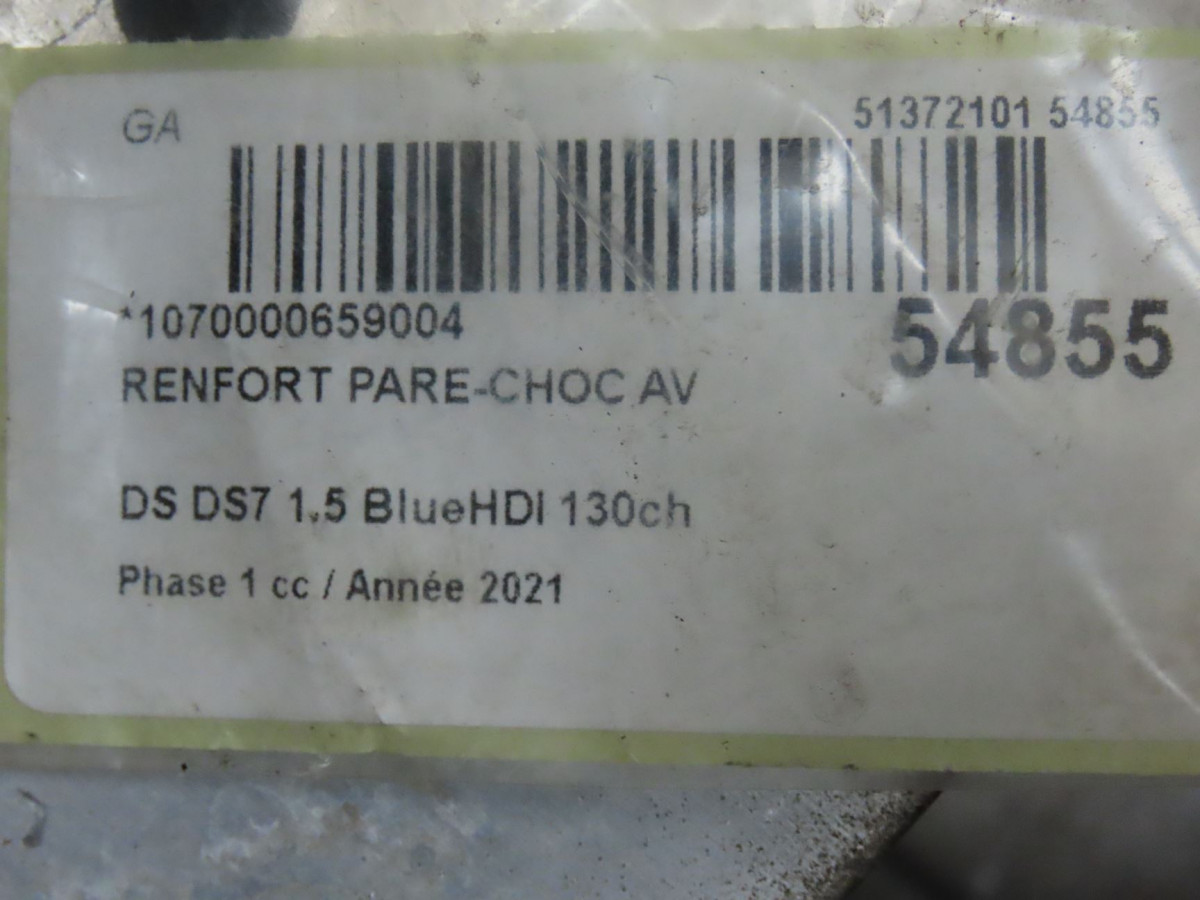 GA
51372101 54855
*1070000659004
54855
RENFORT PARE-CHOC AV
DS DS7 1.5 BlueHDI 130ch
Phase 1 cc / Année 2021